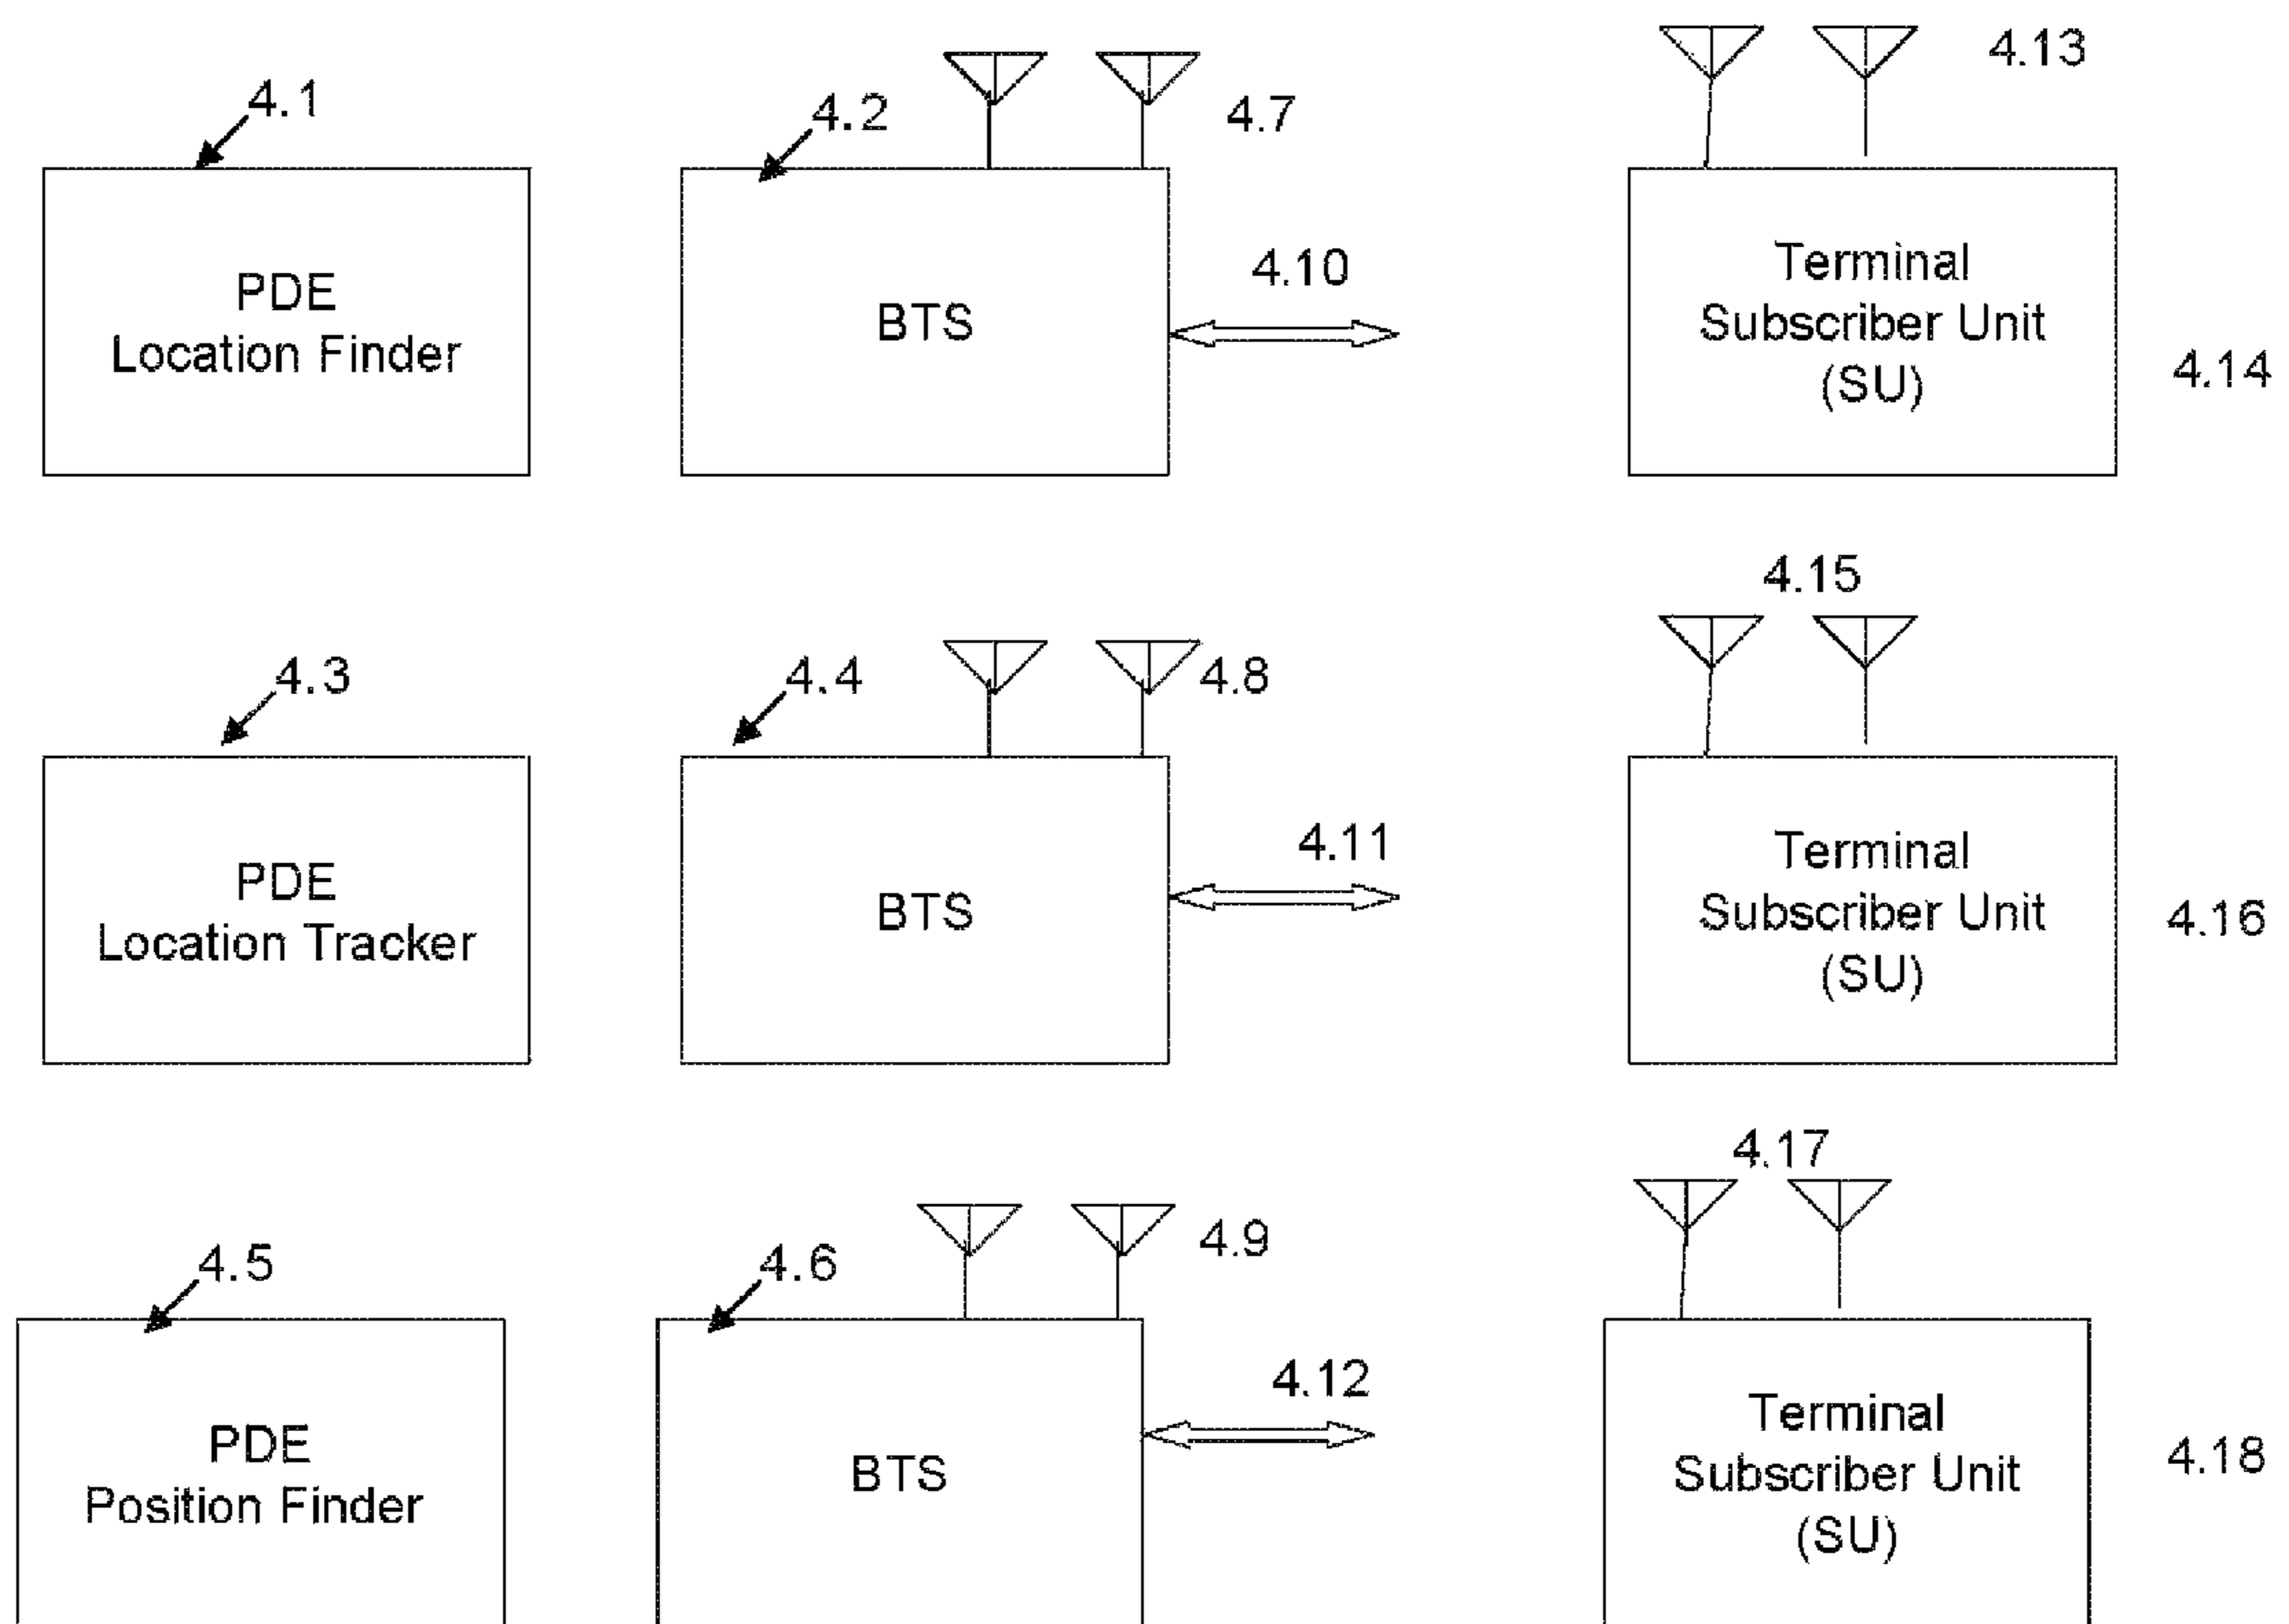 4.1
4.2
4.7
4.13
PDE
Location Finder
BTS
4.10
Terminal
Subscriber Unit
(SU)
4.14
4.3
4.4
4.8
4.15
PDE
Location Tracker
BTS
4.11
Terminal
Subscriber Unit
(SU)
4.16
4.5
4.6
4.9
4.17
PDE
Position Finder
BTS
4.12
Terminal
Subscriber Unit
(SU)
4.18